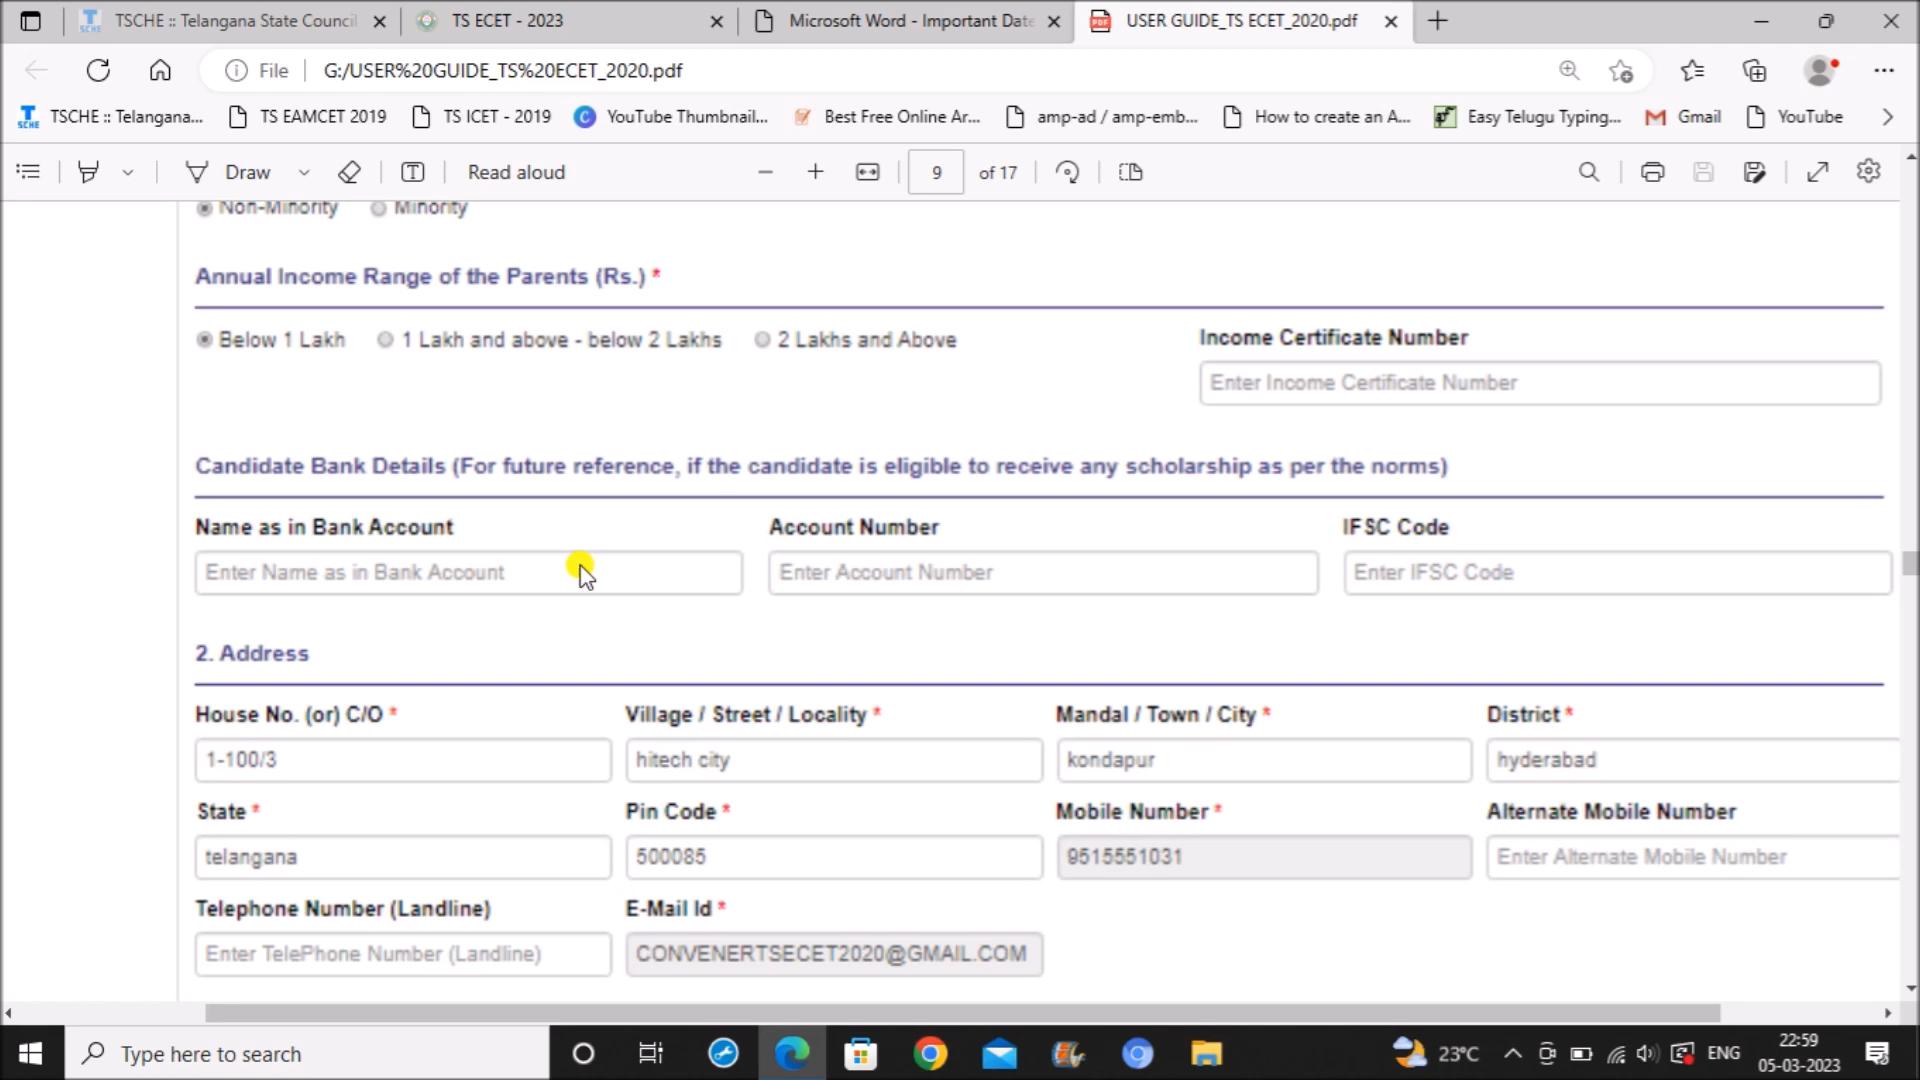 TSCHE :: Telangana State Council
TS ECET - 2023
Microsoft Word - Important Date
USER GUIDE_TS ECET_2020.pdf
File
G:/USER%20GUIDE_TS%20ECET_2020.pdf
TSCHE :: Telangana...
TS EAMCET 2019
TS ICET - 2019
YouTube Thumbnail...
Best Free Online Ar...
amp-ad / amp-emb...
How to create an A...
Easy Telugu Typing...
Gmail
YouTube
Draw
Read aloud
9 of 17
Non-Minority Minority
Annual Income Range of the Parents (Rs.) *
Below 1 Lakh 1 Lakh and above - below 2 Lakhs 2 Lakhs and Above
Income Certificate Number
Enter Income Certificate Number
Candidate Bank Details (For future reference, if the candidate is eligible to receive any scholarship as per the norms)
Name as in Bank Account Account Number IFSC Code
Enter Name as in Bank Account Enter Account Number Enter IFSC Code
2. Address
House No. (or) C/O * Village / Street / Locality * Mandal / Town / City * District *
1-100/3 hitech city kondapur hyderabad
State * Pin Code * Mobile Number * Alternate Mobile Number
telangana 500085 9515551031 Enter Alternate Mobile Number
Telephone Number (Landline) E-Mail Id *
Enter TelePhone Number (Landline) CONVENERTSECET2020@GMAIL.COM
Type here to search
23°C
ENG
22:59
05-03-2023